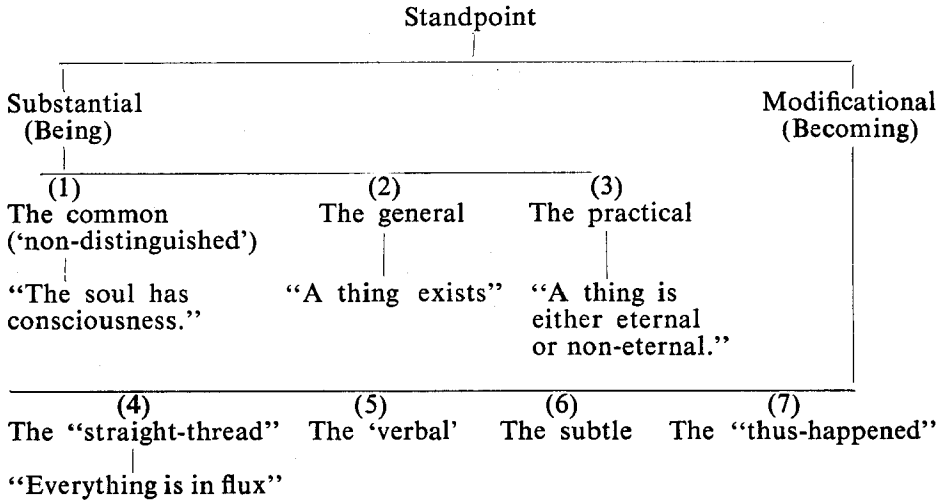 Standpoint
Substantial
(Being)
Modificational
(Becoming)
(1)
The common
(‘non-distinguished’)
“The soul has
consciousness.”
(2)
The general
“A thing exists”
(3)
The practical
“A thing is
either eternal
or non-eternal.”
(4)
The “straight-thread”
“Everything is in flux”
(5)
The ‘verbal’
(6)
The subtle
(7)
The “thus-happened”